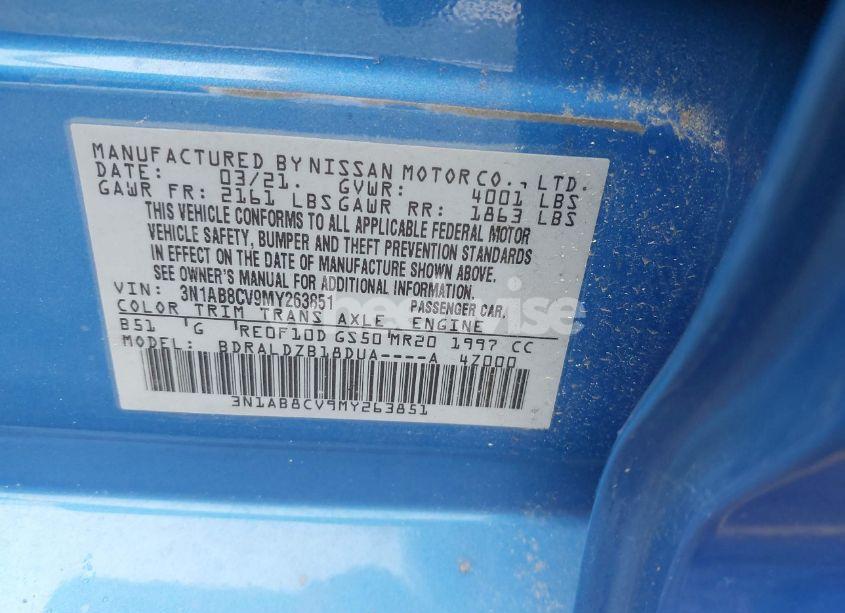 MANUFACTURED BY NISSAN MOTOR CO., LTD.
DATE: 03/21. GVWR: 4001 LBS
GAWR FR: 2161 LBS GAWR RR: 1863 LBS
THIS VEHICLE CONFORMS TO ALL APPLICABLE FEDERAL MOTOR
VEHICLE SAFETY, BUMPER AND THEFT PREVENTION STANDARDS
IN EFFECT ON THE DATE OF MANUFACTURE SHOWN ABOVE.
SEE OWNER'S MANUAL FOR ADDITIONAL INFORMATION.
VIN: 3N1AB8CV9MY263851 PASSENGER CAR.
COLOR TRIM TRANS AXLE ENGINE
B51 G RE0F10D GS50 MR20 1997 CC
MODEL: BDRALDZB18DUA----A 4Z000
3N1AB8CV9MY263851